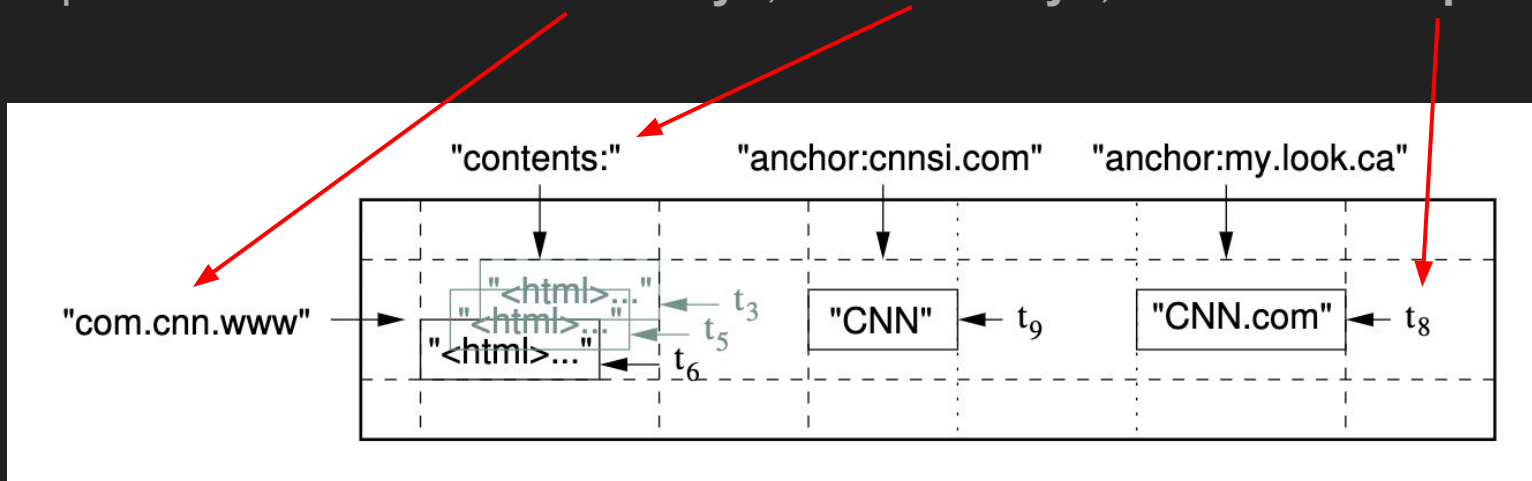 "contents:" "anchor:cnnsi.com" "anchor:my.look.ca"
"<html>..." t3
"com.cnn.www" "<html>..." t5 "CNN" t9 "CNN.com" t8
"<html>..." t6